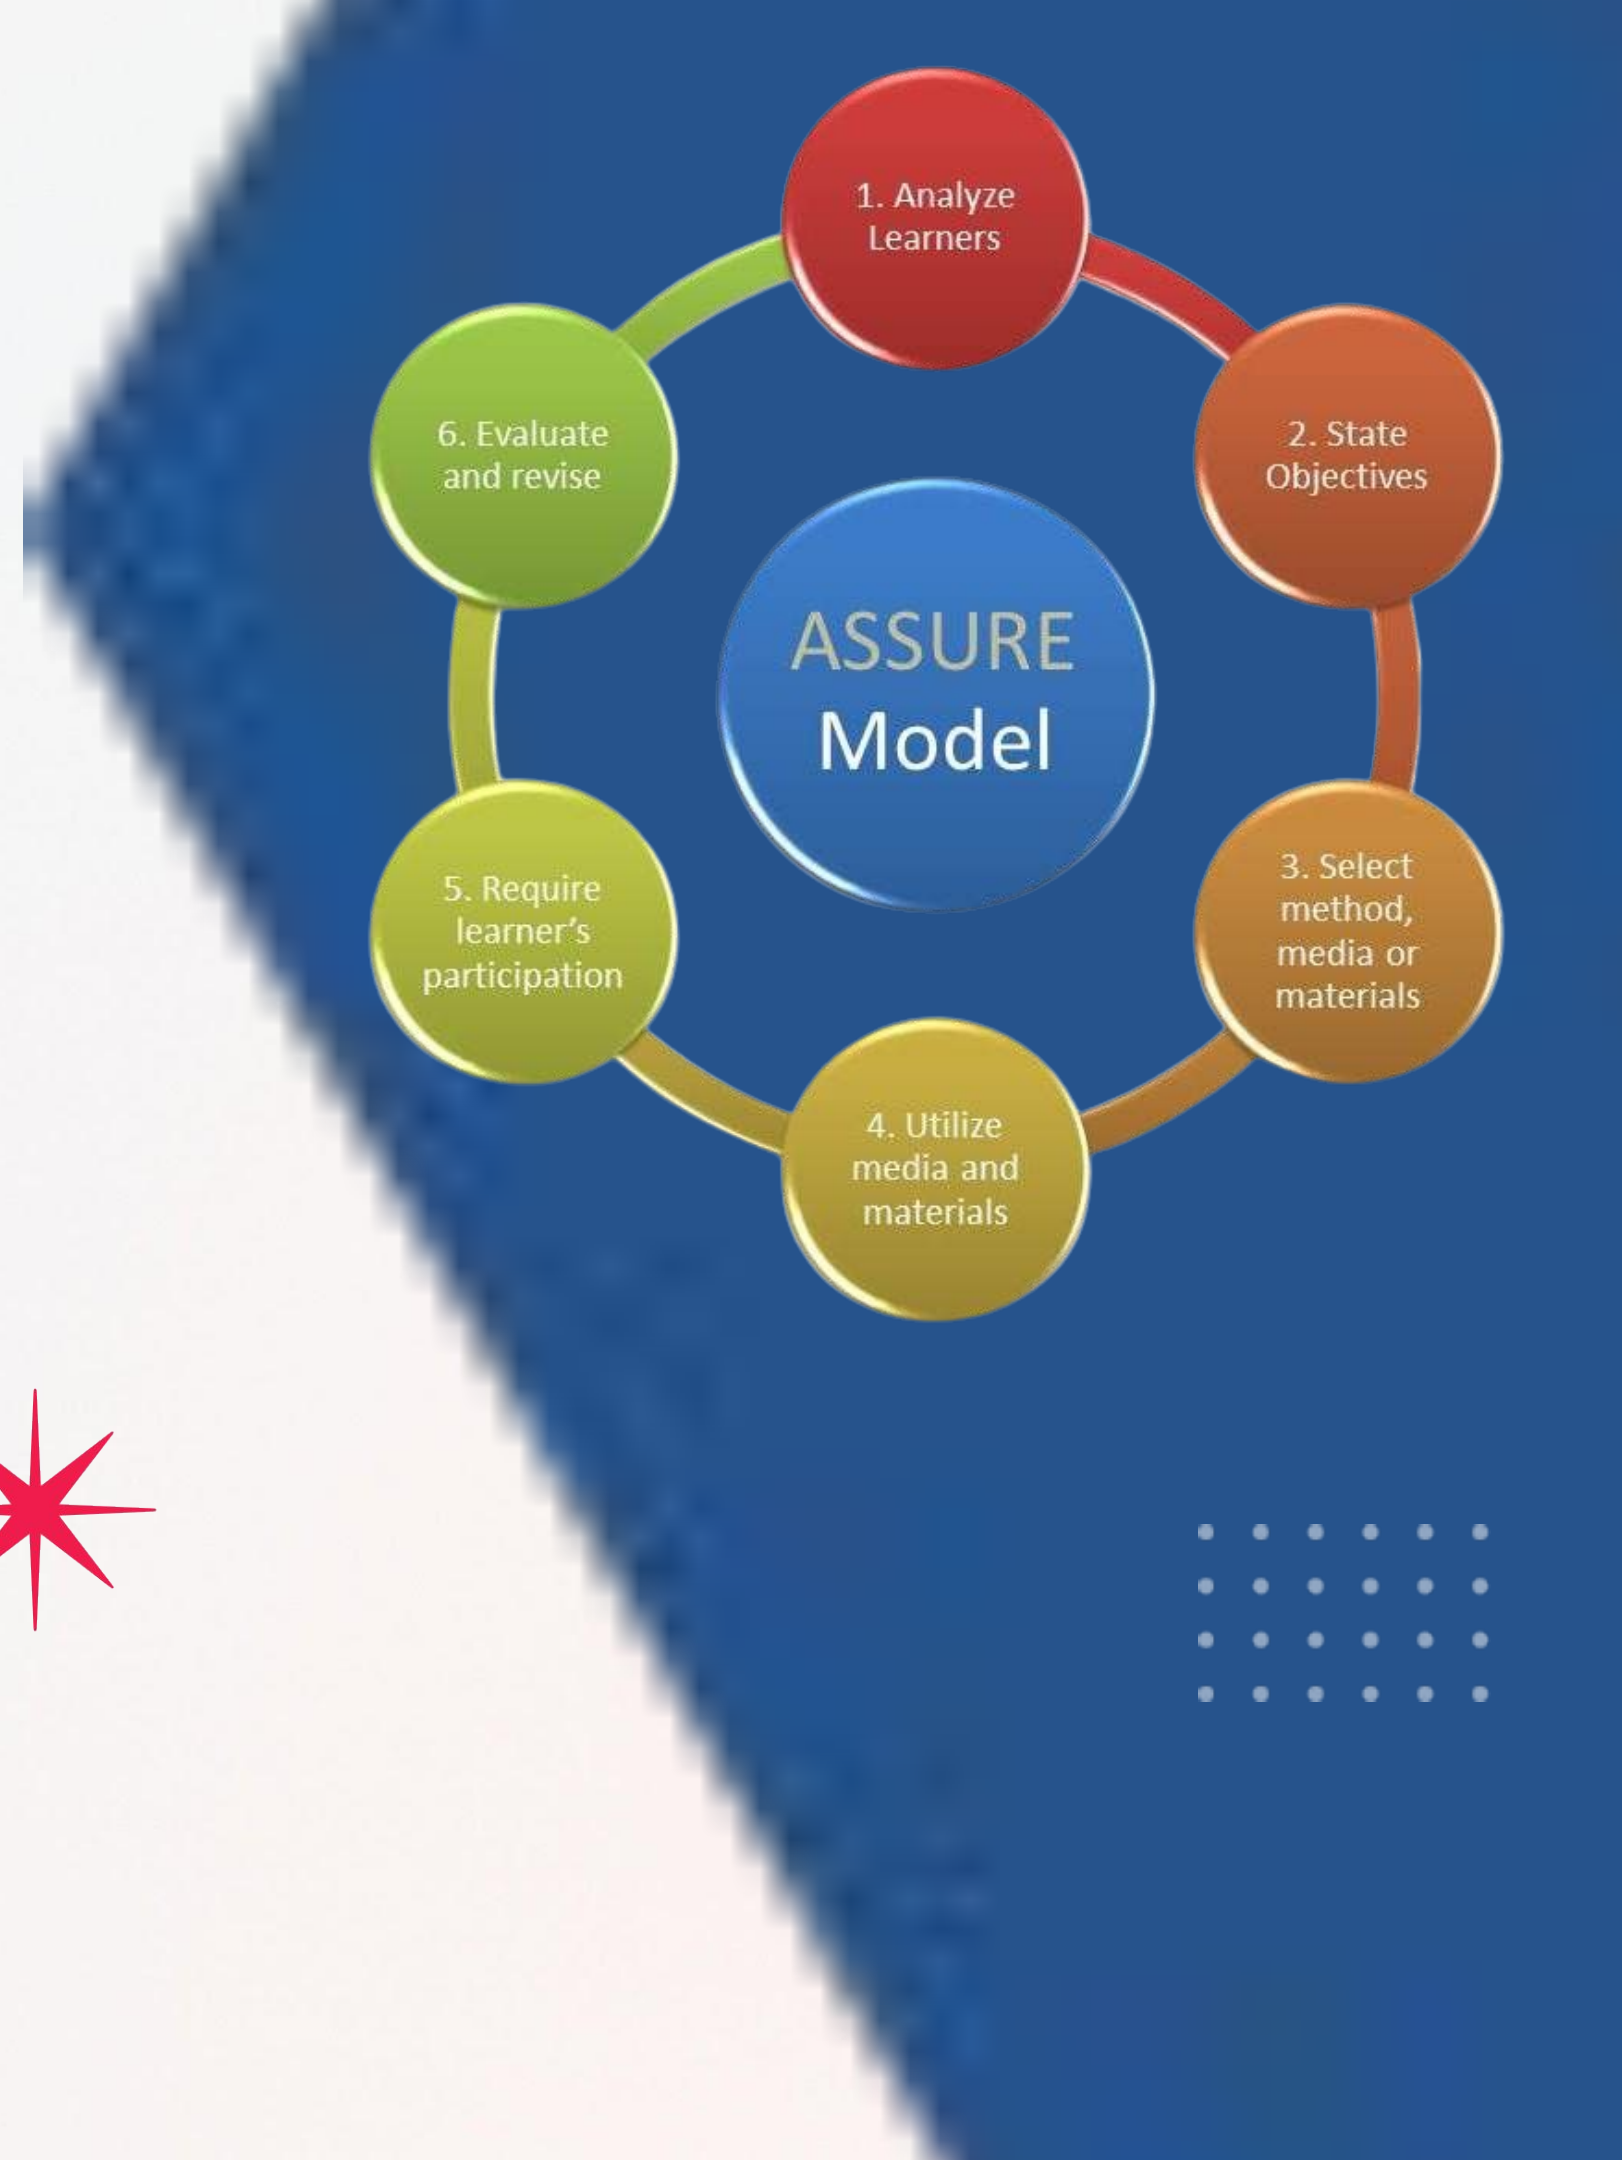 1. Analyze
Learners
2. State
Objectives
3. Select
method,
media or
materials
4. Utilize
media and
materials
5. Require
learner’s
participation
6. Evaluate
and revise
ASSURE
Model